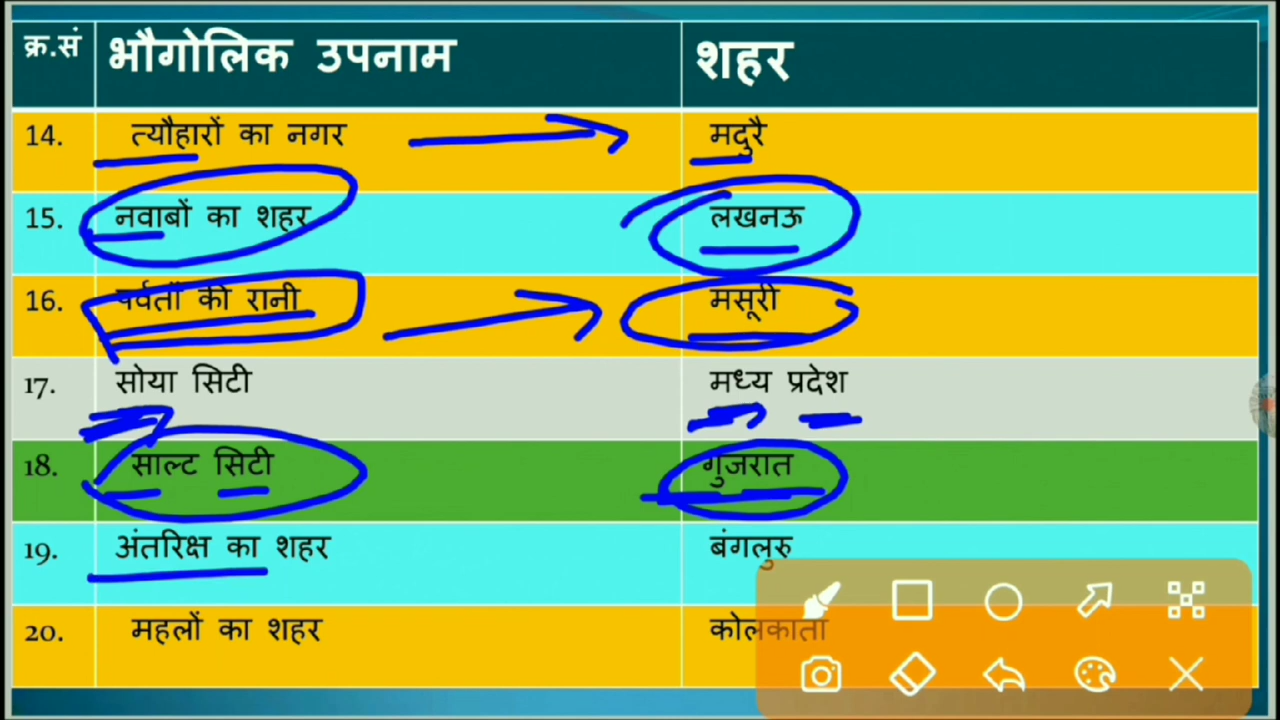 क्र.सं भौगोलिक उपनाम शहर
14. त्यौहारों का नगर मदुरै
15. नवाबों का शहर लखनऊ
16. पर्वतों की रानी मसूरी
17. सोया सिटी मध्य प्रदेश
18. साल्ट सिटी गुजरात
19. अंतरिक्ष का शहर बंगलुरु
20. महलों का शहर कोलकाता